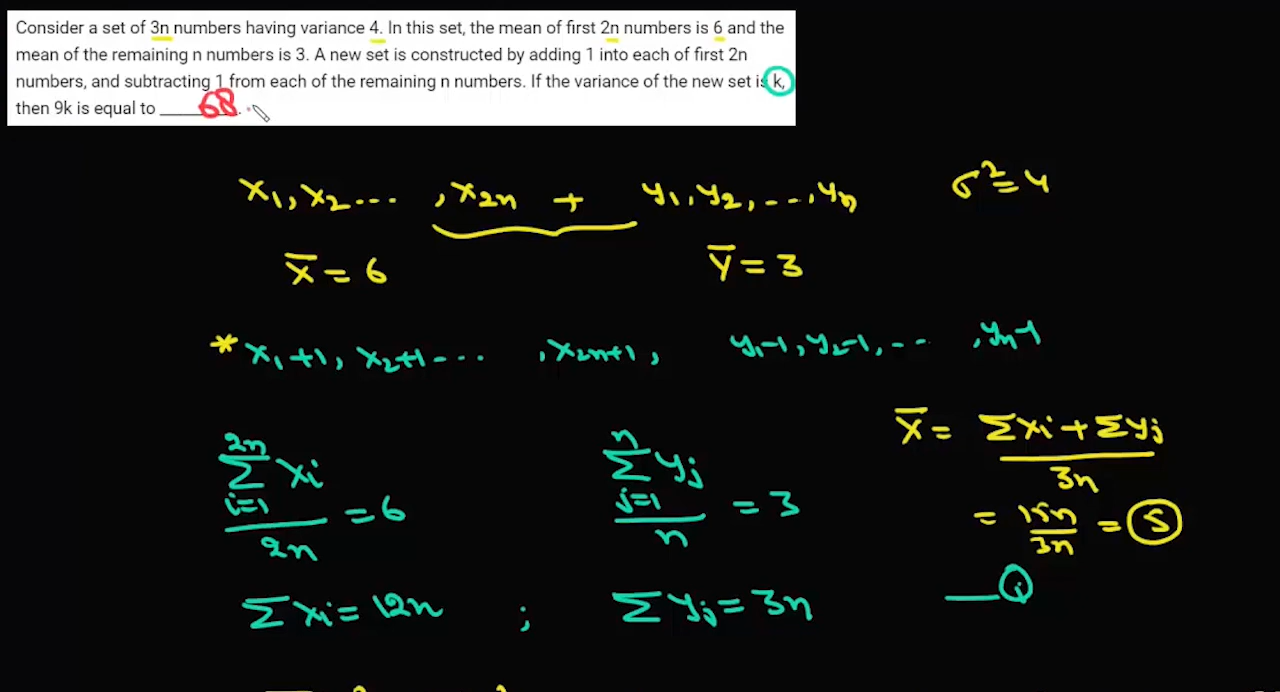 Consider a set of 3n numbers having variance 4. In this set, the mean of first 2n numbers is 6 and the
mean of the remaining n numbers is 3. A new set is constructed by adding 1 into each of first 2n
numbers, and subtracting 1 from each of the remaining n numbers. If the variance of the new set is k,
then 9k is equal to ______ 68.
x₁, x₂ ... , x₂ₙ + y₁, y₂, ..., yₙ σ² = 4
x̄ = 6 ȳ = 3
* x₁+1, x₂+1 ... , x₂ₙ+1, y₁-1, y₂-1, ... , yₙ-1
x̄ = (Σxi + Σyj) / 3n
= 15n / 3n = 5
(Σ_{i=1}^{2n} xi) / 2n = 6 (Σ_{j=1}^{n} yj) / n = 3
Σxi = 12n ; Σyj = 3n — i